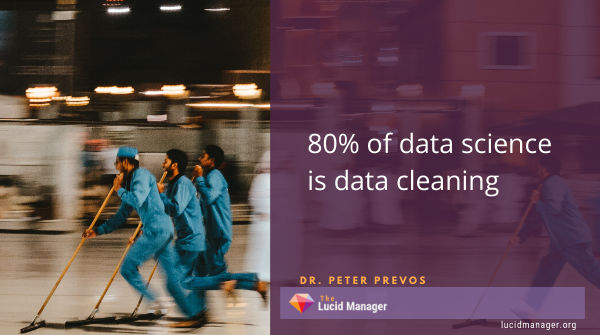 80% of data science
is data cleaning
DR. PETER PREVOS
The
Lucid Manager
lucidmanager.org